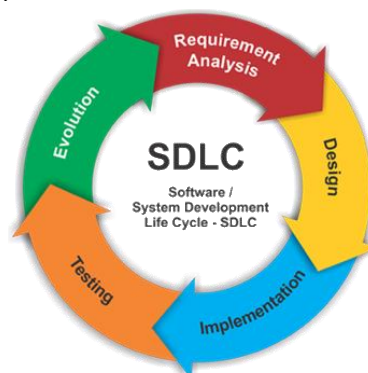 Requirement
Analysis
Design
Implementation
Testing
Evolution
SDLC
Software /
System Development
Life Cycle - SDLC